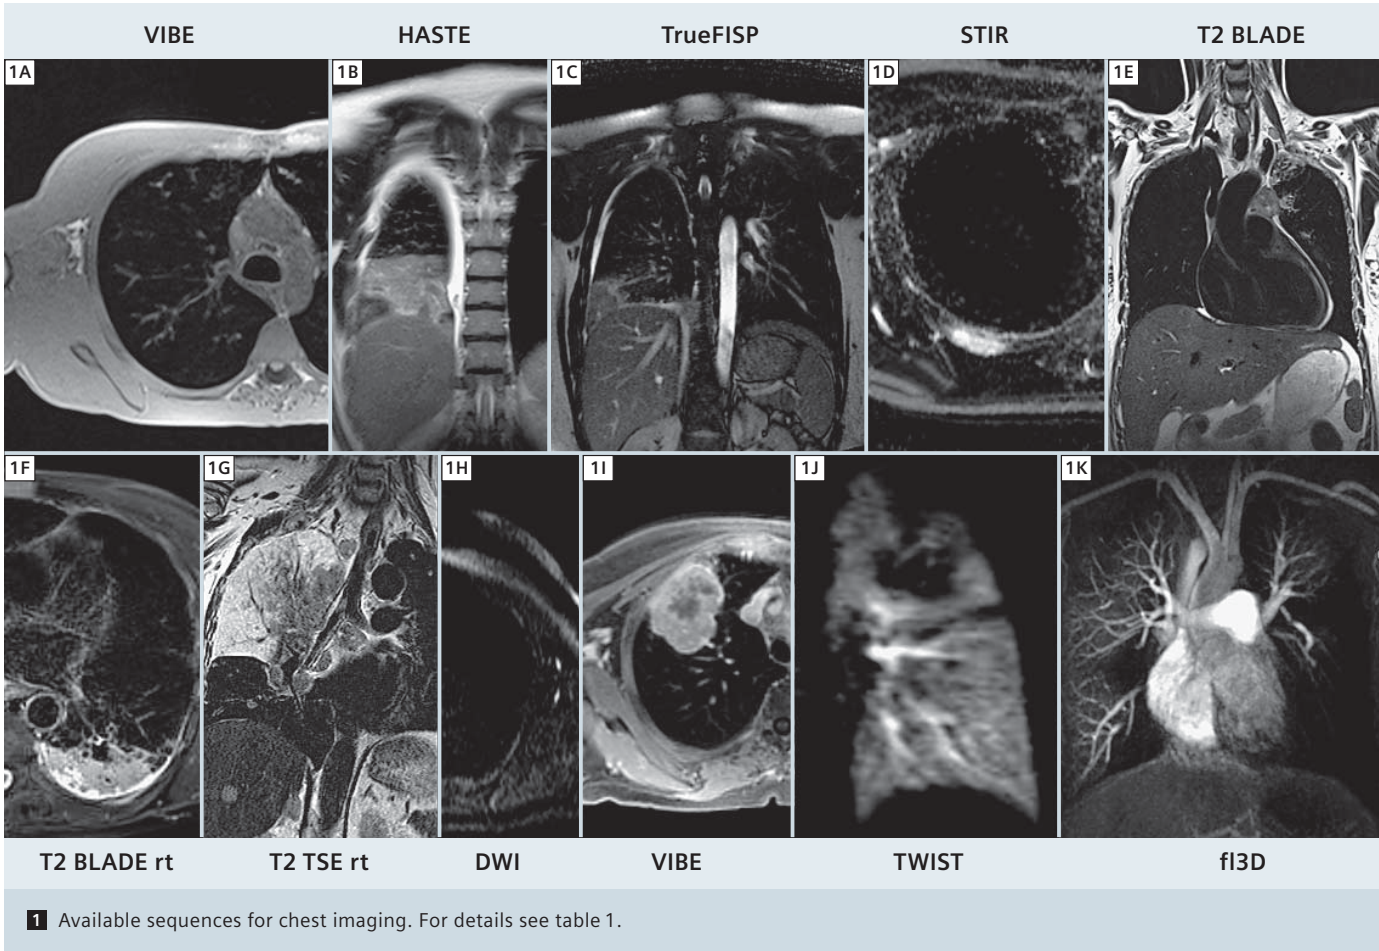 VIBE HASTE TrueFISP STIR T2 BLADE
1A 1B 1C 1D 1E
1F 1G 1H 1I 1J 1K
T2 BLADE rt T2 TSE rt DWI VIBE TWIST fl3D
1 Available sequences for chest imaging. For details see table 1.